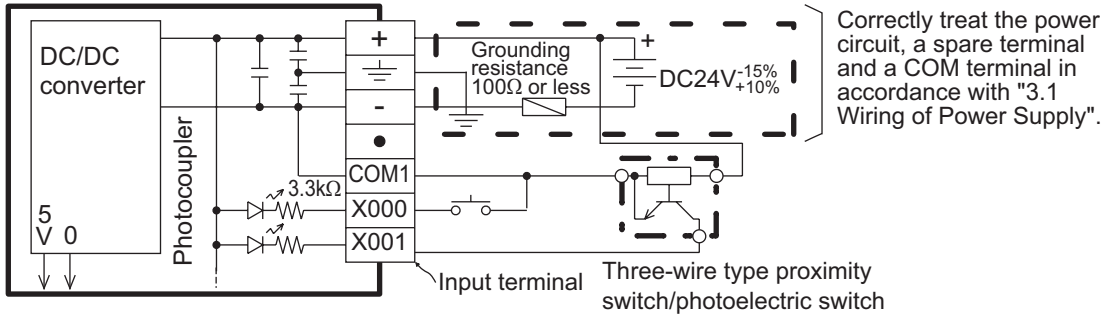 DC/DC
converter
5
V 0
Photocoupler
3.3kΩ
+
-
COM1
X000
X001
Grounding
resistance
100Ω or less
+
DC24V -15%
+10%
Input terminal
Three-wire type proximity
switch/photoelectric switch
Correctly treat the power
circuit, a spare terminal
and a COM terminal in
accordance with "3.1
Wiring of Power Supply".